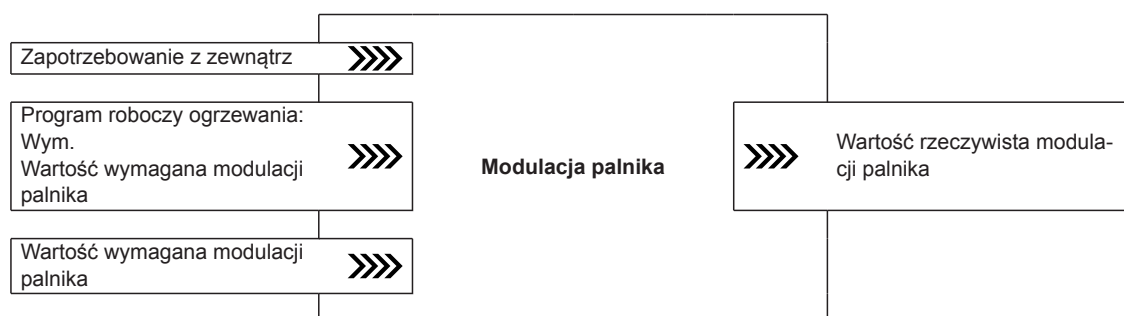 Zapotrzebowanie z zewnątrz
Program roboczy ogrzewania:
Wym.
Wartość wymagana modulacji
palnika
Modulacja palnika
Wartość rzeczywista modula-
cji palnika
Wartość wymagana modulacji
palnika